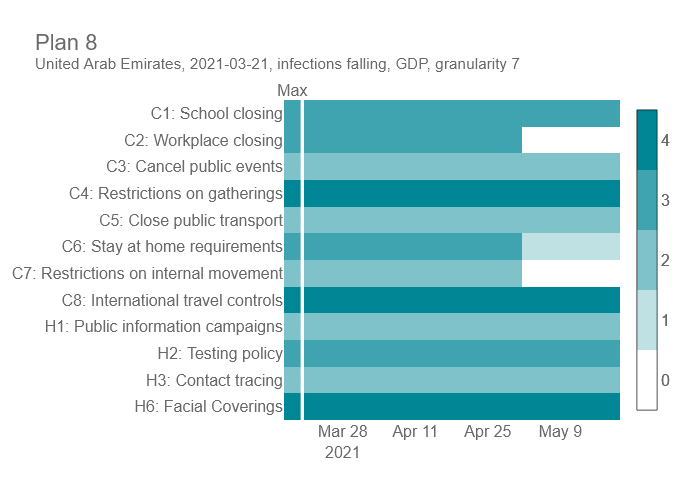 Plan 8
United Arab Emirates, 2021-03-21, infections falling, GDP, granularity 7
Max
C1: School closing
C2: Workplace closing
C3: Cancel public events
C4: Restrictions on gatherings
C5: Close public transport
C6: Stay at home requirements
C7: Restrictions on internal movement
C8: International travel controls
H1: Public information campaigns
H2: Testing policy
H3: Contact tracing
H6: Facial Coverings
Mar 28 Apr 11 Apr 25 May 9
2021
4
3
2
1
0